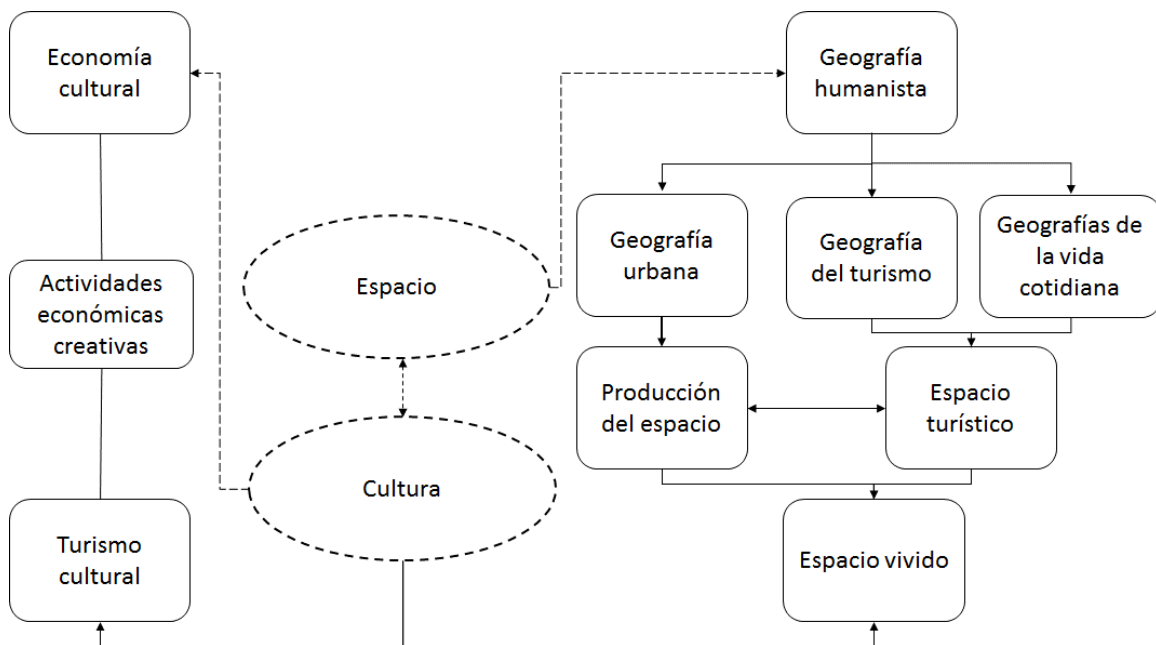 Economía
cultural
Geografía
humanista
Geografía
urbana
Geografía
del turismo
Geografías de
la vida
cotidiana
Espacio
Actividades
económicas
creativas
Producción
del espacio
Espacio
turístico
Cultura
Turismo
cultural
Espacio vivido